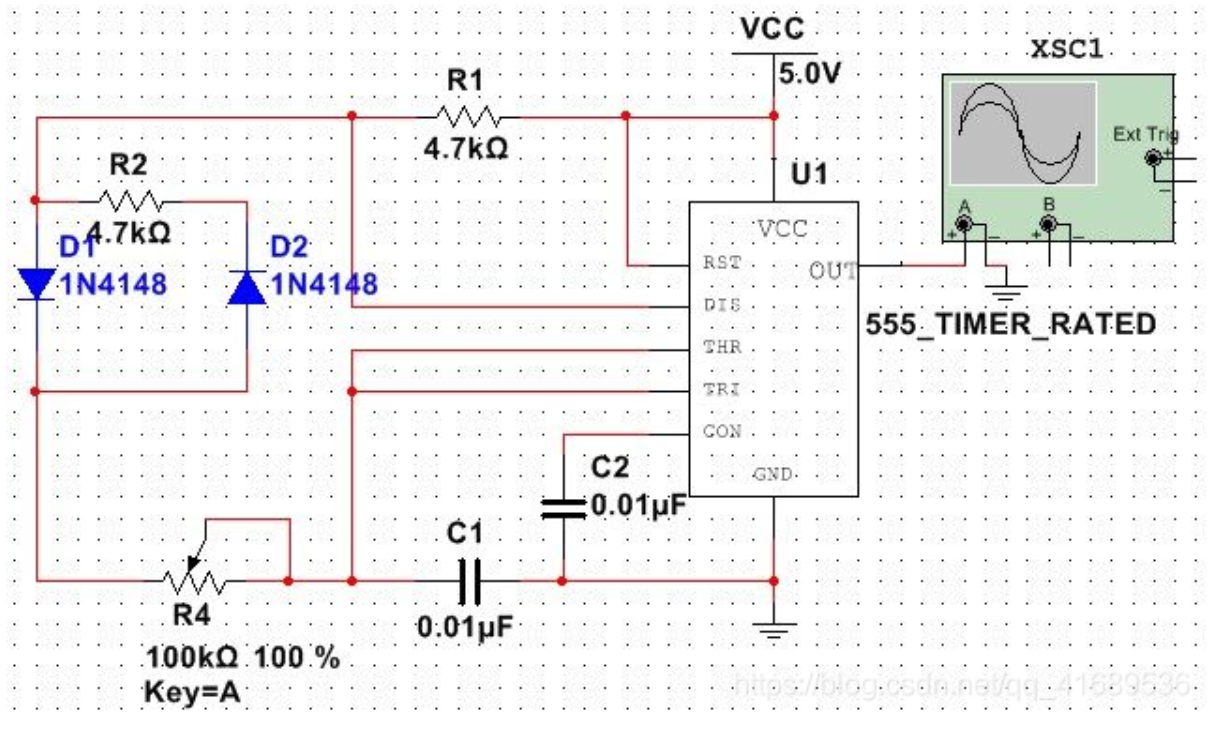 VCC
5.0V
XSC1
R1
4.7kΩ
Ext Trig
+
−
R2
4.7kΩ
U1
A
B
+ − + −
VCC
D1
1N4148
D2
1N4148
RST
OUT
DIS
555_TIMER_RATED
THR
TRI
CON
C2
0.01µF
GND
C1
0.01µF
R4
100kΩ 100 %
Key=A
https://blog.csdn.net/qq_41689536